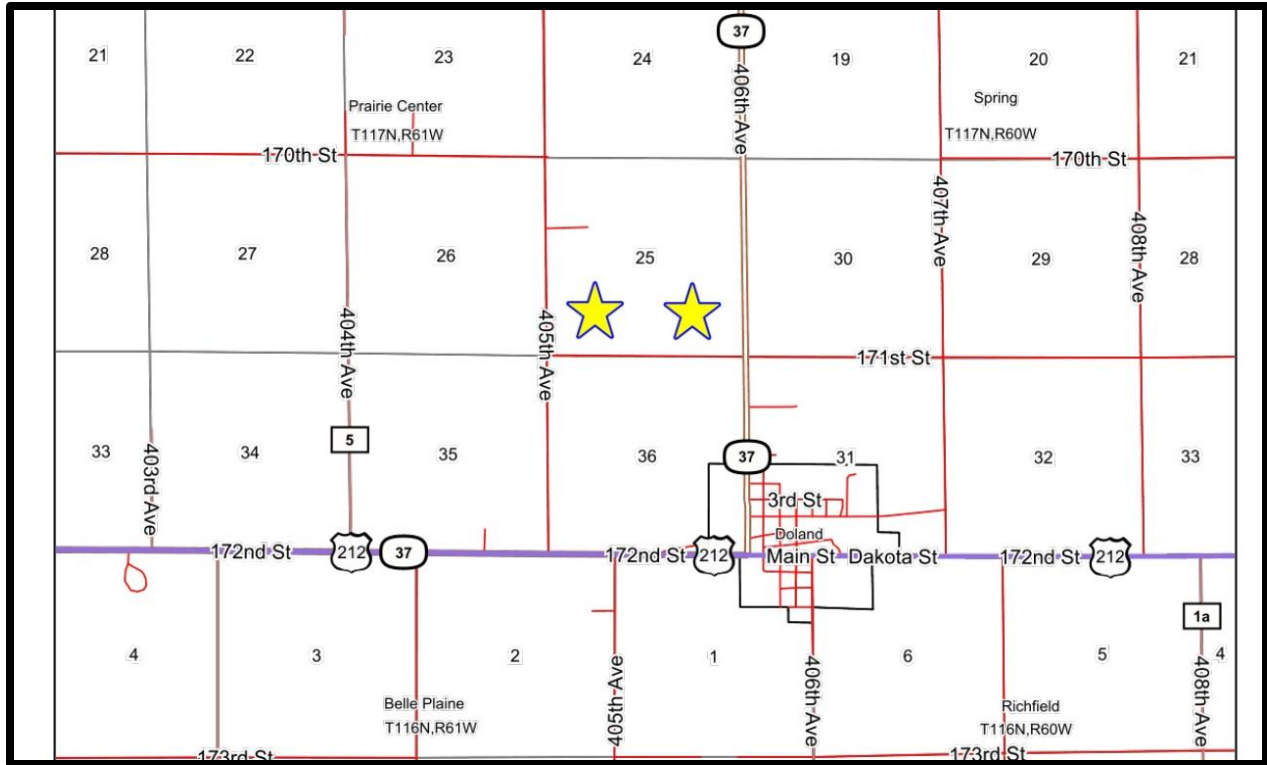 37
21
22
23
24
19
20
21
406th Ave
Prairie Center
T117N,R61W
Spring
T117N,R60W
170th St
170th St
407th Ave
408th Ave
28
27
26
25
30
29
28
404th Ave
405th Ave
171st St
5
33
403rd Ave
34
35
36
37
31
32
33
3rd St
Doland
172nd St
212
37
172nd St
212
Main St
Dakota St
172nd St
212
1a
4
3
2
405th Ave
1
406th Ave
6
5
408th Ave
4
Belle Plaine
T116N,R61W
Richfield
T116N,R60W
173rd St
173rd St